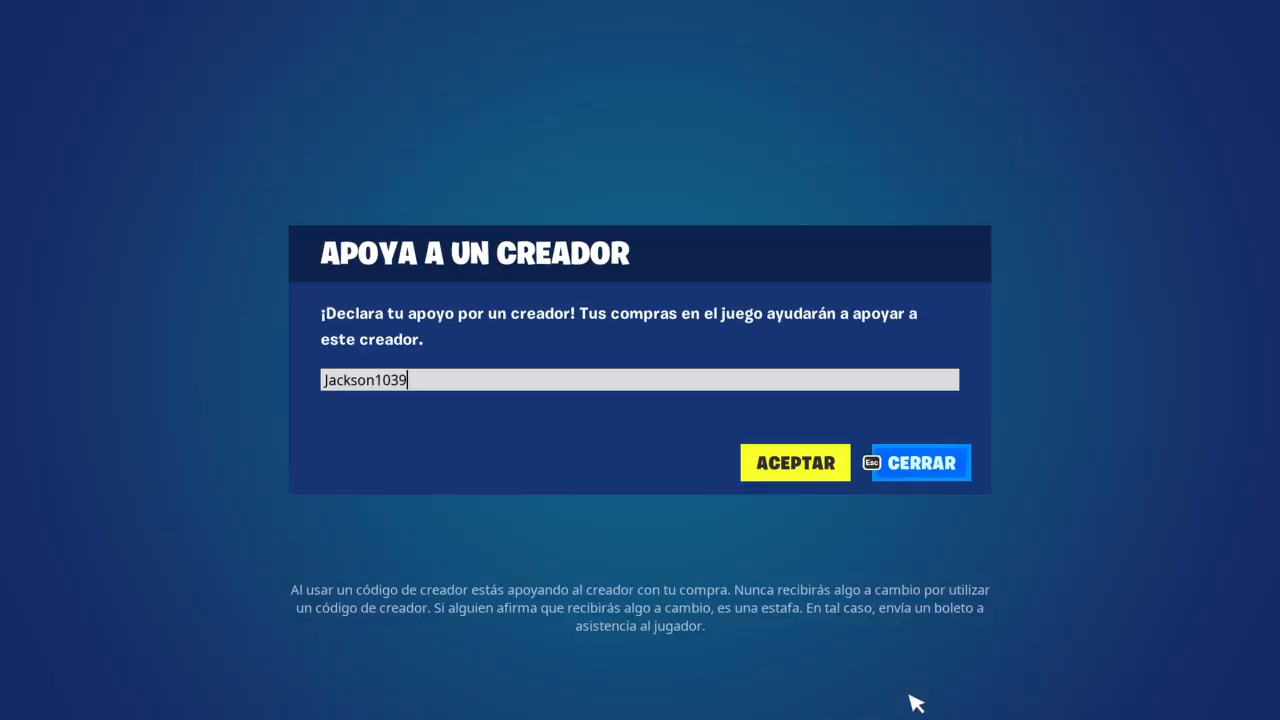 APOYA A UN CREADOR
¡Declara tu apoyo por un creador! Tus compras en el juego ayudarán a apoyar a
este creador.
Jackson1039
ACEPTAR
Esc CERRAR
Al usar un código de creador estás apoyando al creador con tu compra. Nunca recibirás algo a cambio por utilizar
un código de creador. Si alguien afirma que recibirás algo a cambio, es una estafa. En tal caso, envía un boleto a
asistencia al jugador.